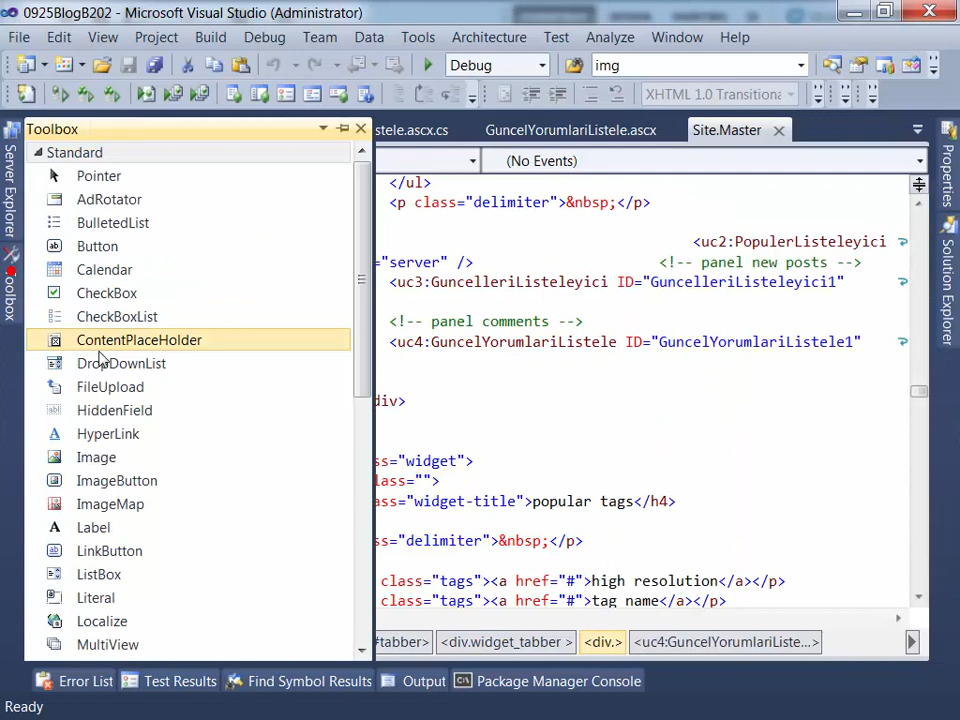 0925BlogB202 - Microsoft Visual Studio (Administrator)
File Edit View Project Build Debug Team Data Tools Architecture Test Analyze Window Help
Debug img
XHTML 1.0 Transitiona
Toolbox
stele.ascx.cs GuncelYorumlariListele.ascx Site.Master
Standard
(No Events)
Pointer
AdRotator
BulletedList
Button
Calendar
CheckBox
CheckBoxList
ContentPlaceHolder
DropDownList
FileUpload
HiddenField
HyperLink
Image
ImageButton
ImageMap
Label
LinkButton
ListBox
Literal
Localize
MultiView
</ul>
<p class="delimiter">&nbsp;</p>
<uc2:PopulerListeleyici
="server" /> <!-- panel new posts -->
<uc3:GuncelleriListeleyici ID="GuncelleriListeleyici1"
<!-- panel comments -->
<uc4:GuncelYorumlariListele ID="GuncelYorumlariListele1"
div>
ss="widget">
s="">
ss="widget-title">popular tags</h4>
ss="delimiter">&nbsp;</p>
class="tags"><a href="#">high resolution</a></p>
class="tags"><a href="#">tag name</a></p>
#tabber> <div.widget_tabber > <div.> <uc4:GuncelYorumlariListe...>
Server Explorer
Toolbox
Properties
Solution Explorer
Error List Test Results Find Symbol Results Output Package Manager Console
Ready